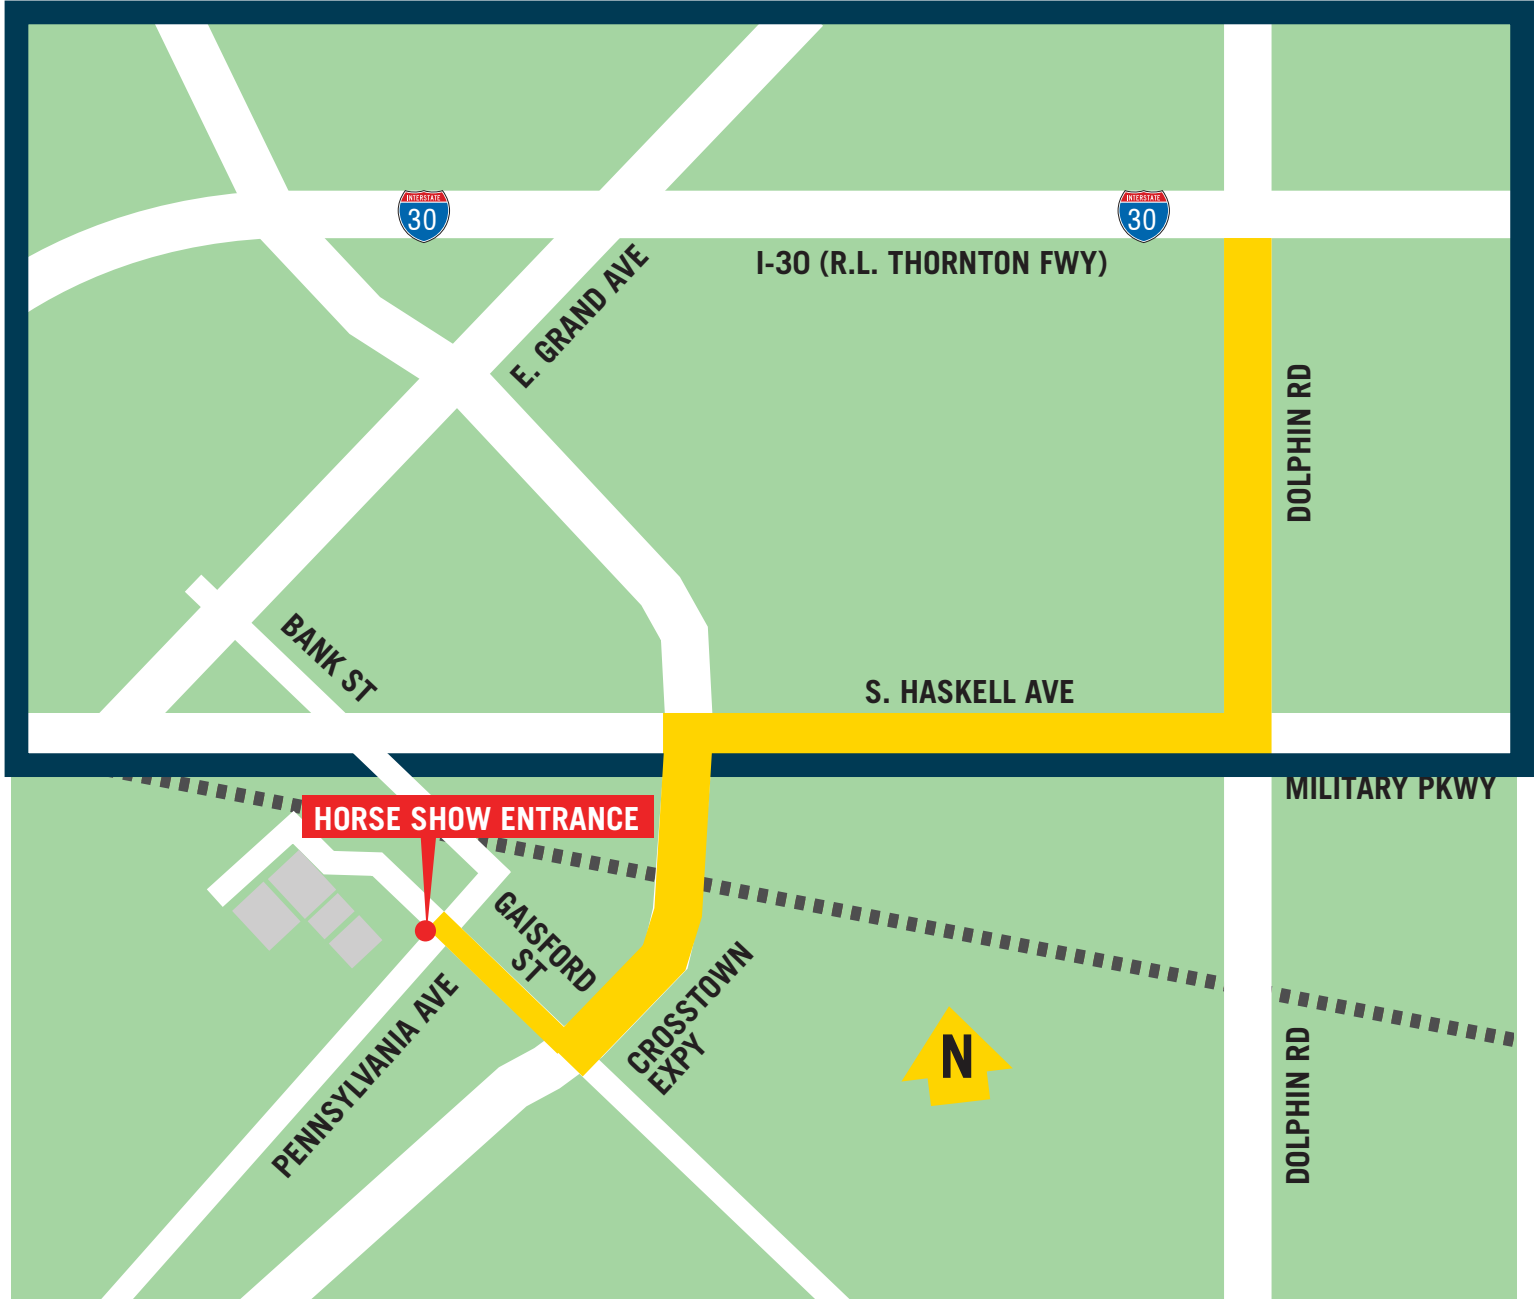 INTERSTATE
30
INTERSTATE
30
I-30 (R.L. THORNTON FWY)
E. GRAND AVE
DOLPHIN RD
BANK ST
S. HASKELL AVE
MILITARY PKWY
HORSE SHOW ENTRANCE
GAISFORD
ST
CROSSTOWN
EXPY
PENNSYLVANIA AVE
N
DOLPHIN RD